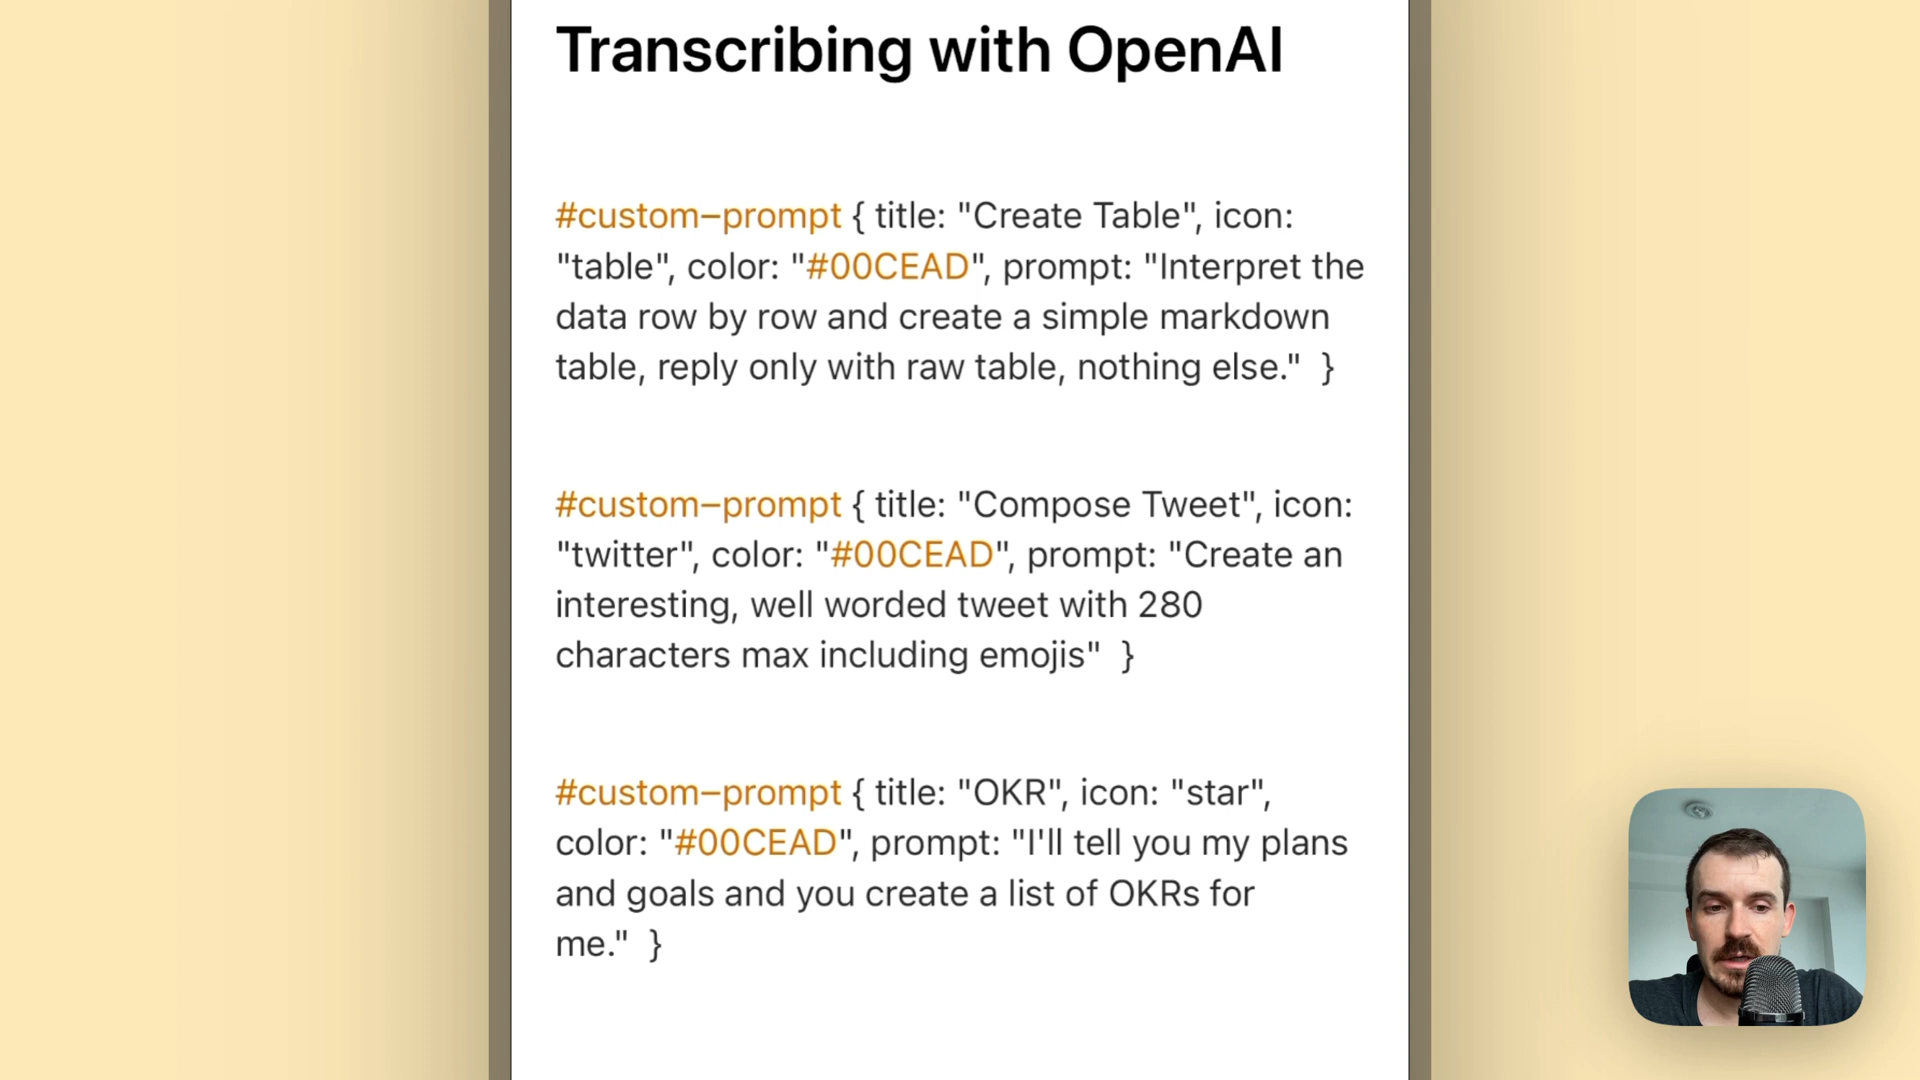 Transcribing with OpenAI
#custom-prompt { title: "Create Table", icon:
"table", color: "#00CEAD", prompt: "Interpret the
data row by row and create a simple markdown
table, reply only with raw table, nothing else."  }
#custom-prompt { title: "Compose Tweet", icon:
"twitter", color: "#00CEAD", prompt: "Create an
interesting, well worded tweet with 280
characters max including emojis"  }
#custom-prompt { title: "OKR", icon: "star",
color: "#00CEAD", prompt: "I'll tell you my plans
and goals and you create a list of OKRs for
me."  }